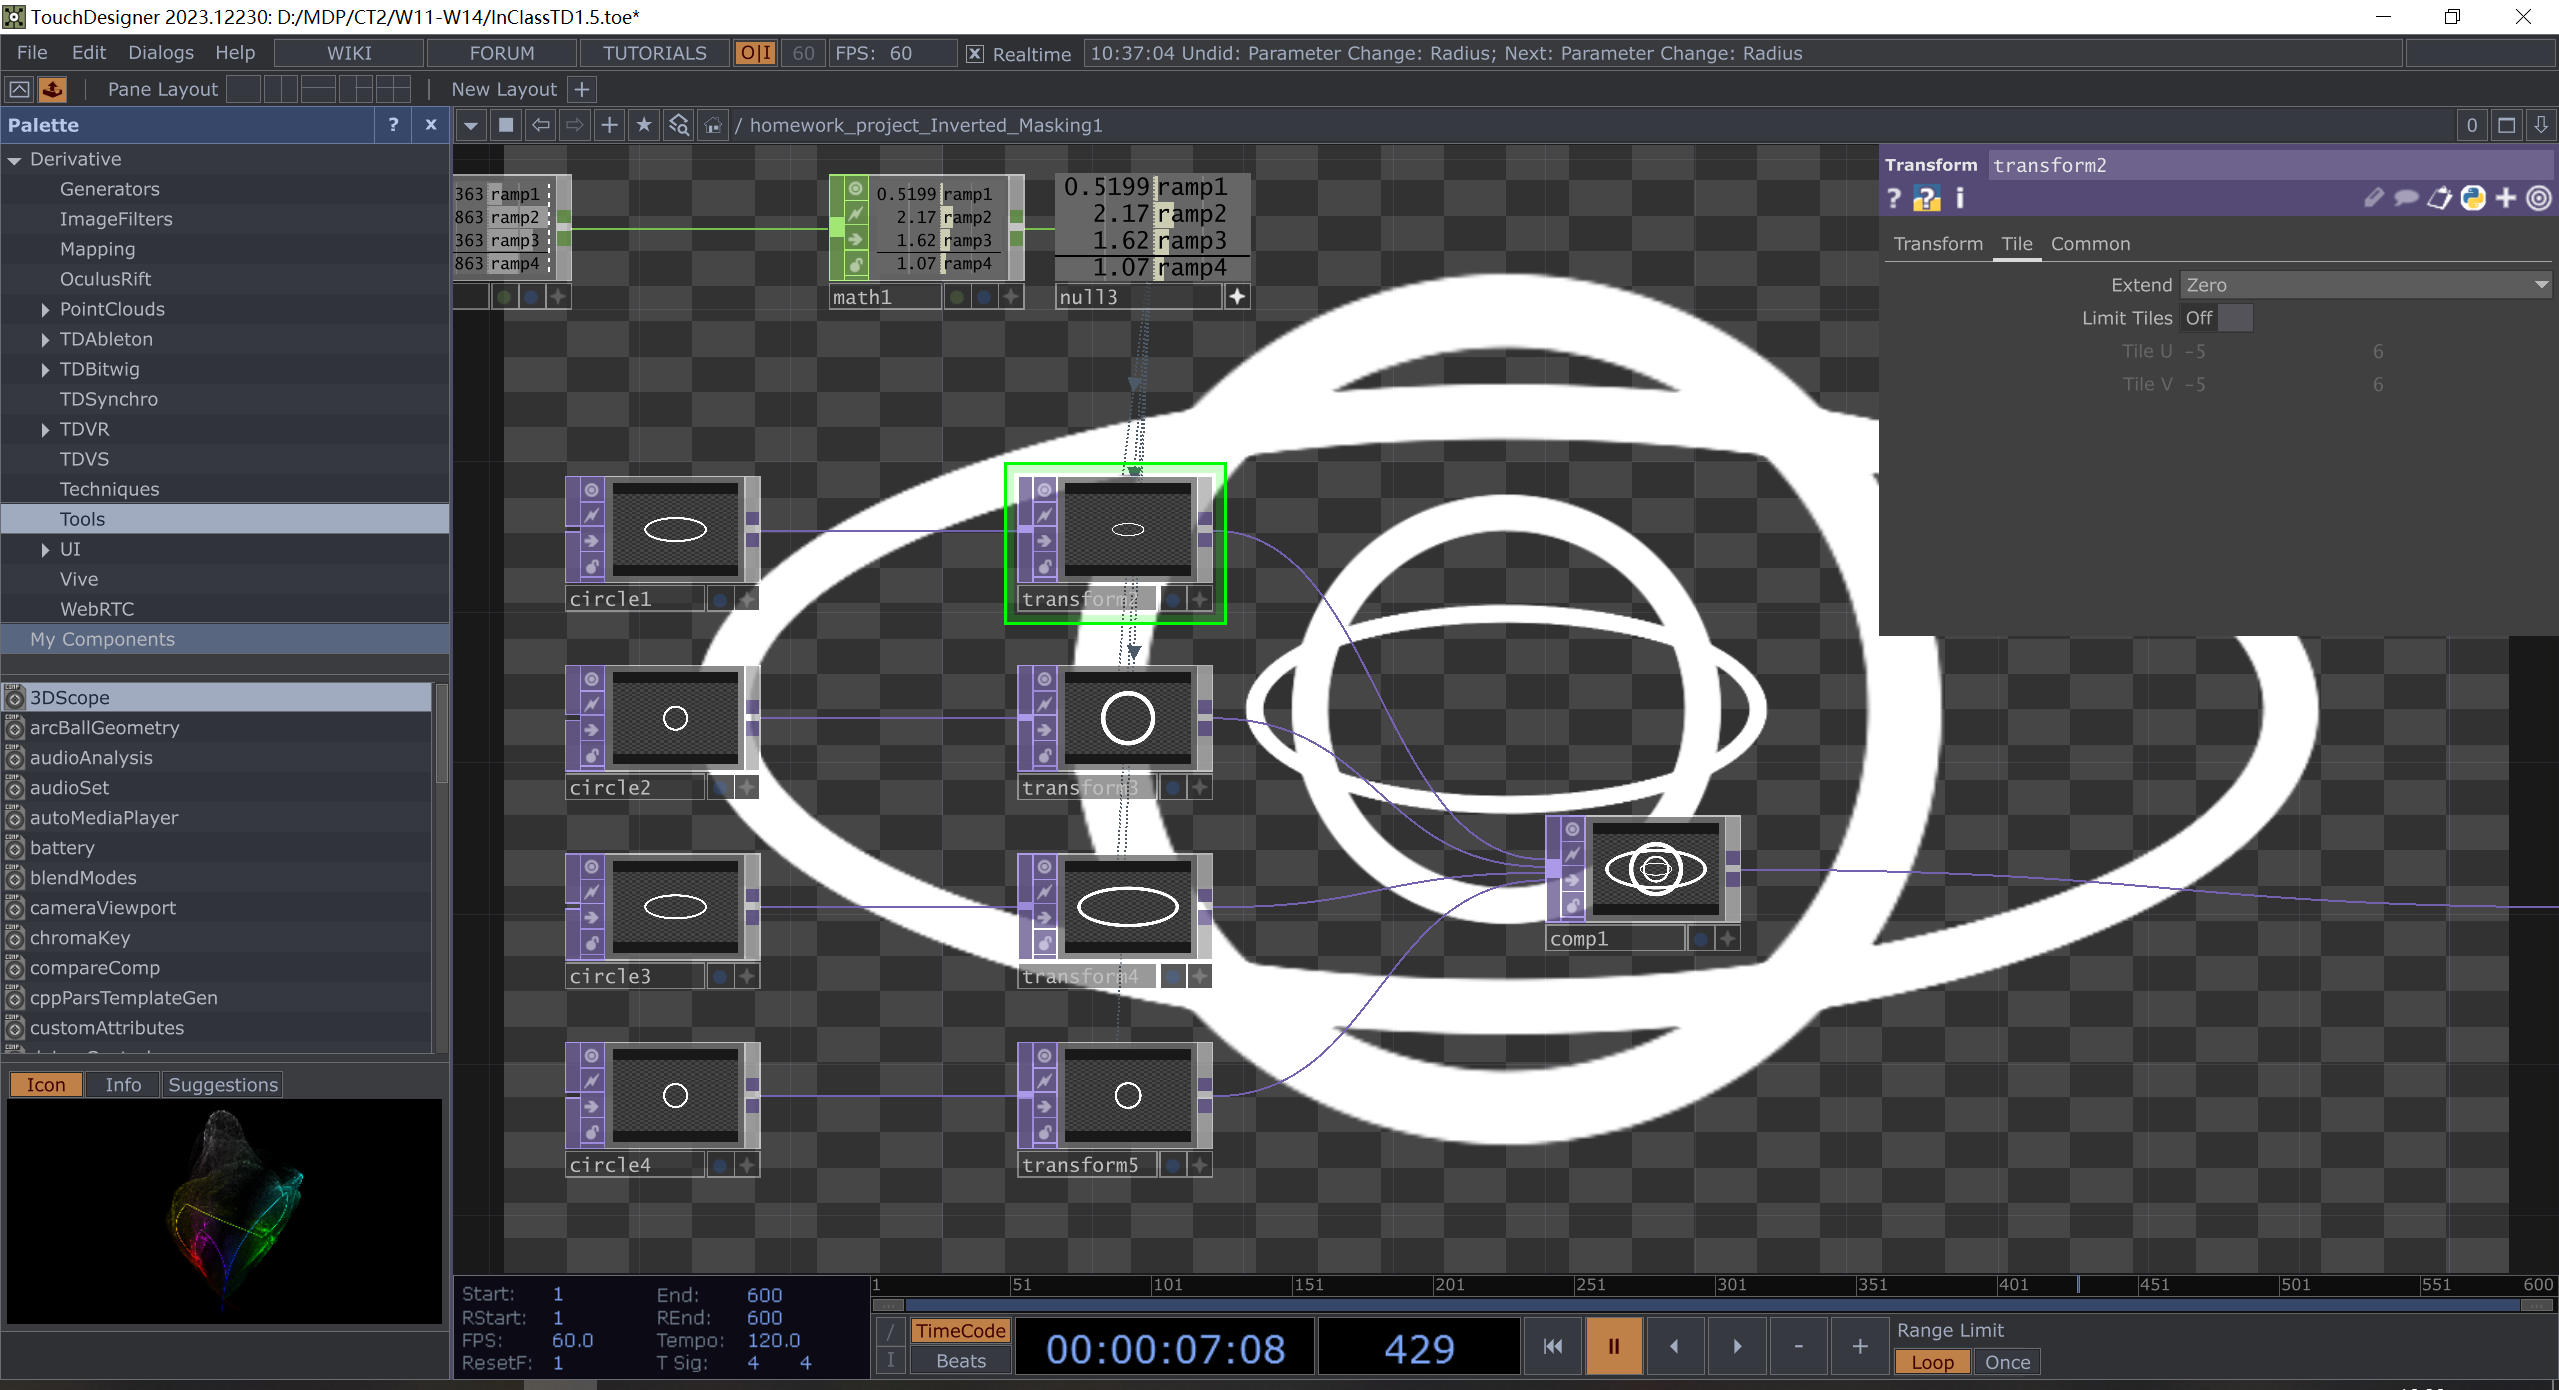 TouchDesigner 2023.12230: D:/MDP/CT2/W11-W14/InClassTD1.5.toe*
File Edit Dialogs Help WIKI FORUM TUTORIALS O|I 60 FPS: 60 Realtime 10:37:04 Undid: Parameter Change: Radius; Next: Parameter Change: Radius
Pane Layout New Layout +
Palette ? x / homework_project_Inverted_Masking1 0
Derivative
Generators
ImageFilters
Mapping
OculusRift
PointClouds
TDAbleton
TDBitwig
TDSynchro
TDVR
TDVS
Techniques
Tools
UI
Vive
WebRTC
My Components
3DScope
arcBallGeometry
audioAnalysis
audioSet
autoMediaPlayer
battery
blendModes
cameraViewport
chromaKey
compareComp
cppParsTemplateGen
customAttributes
Icon Info Suggestions
363 ramp1
863 ramp2
363 ramp3
863 ramp4
0.5199 ramp1
2.17 ramp2
1.62 ramp3
1.07 ramp4
math1
0.5199 ramp1
2.17 ramp2
1.62 ramp3
1.07 ramp4
null3
circle1
transform2
circle2
transform3
circle3
transform4
circle4
transform5
comp1
Transform transform2
? ? i
Transform Tile Common
Extend Zero
Limit Tiles Off
Tile U -5 6
Tile V -5 6
Start: 1 End: 600
RStart: 1 REnd: 600
FPS: 60.0 Tempo: 120.0
ResetF: 1 T Sig: 4 4
1 51 101 151 201 251 301 351 401 451 501 551 600
/ TimeCode
I Beats
00:00:07:08 429
- +
Range Limit
Loop Once